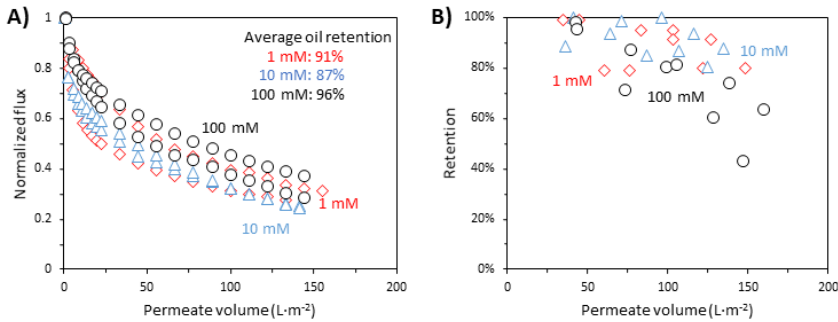 A)
Normalized flux
1
0.8
0.6
0.4
0.2
0
50
100
150
200
Permeate volume (L·m⁻²)
Average oil retention
1 mM: 91%
10 mM: 87%
100 mM: 96%
100 mM
1 mM
10 mM
B)
Retention
100%
80%
60%
40%
20%
0%
0
50
100
150
200
Permeate volume (L·m⁻²)
10 mM
1 mM
100 mM